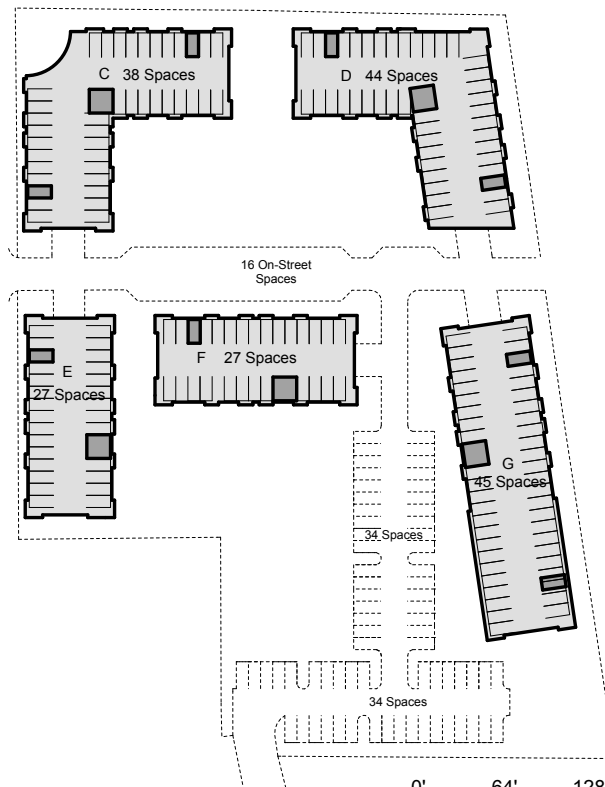 C 38 Spaces
D 44 Spaces
16 On-Street
Spaces
E
27 Spaces
F 27 Spaces
G
45 Spaces
34 Spaces
34 Spaces
0' 64' 128